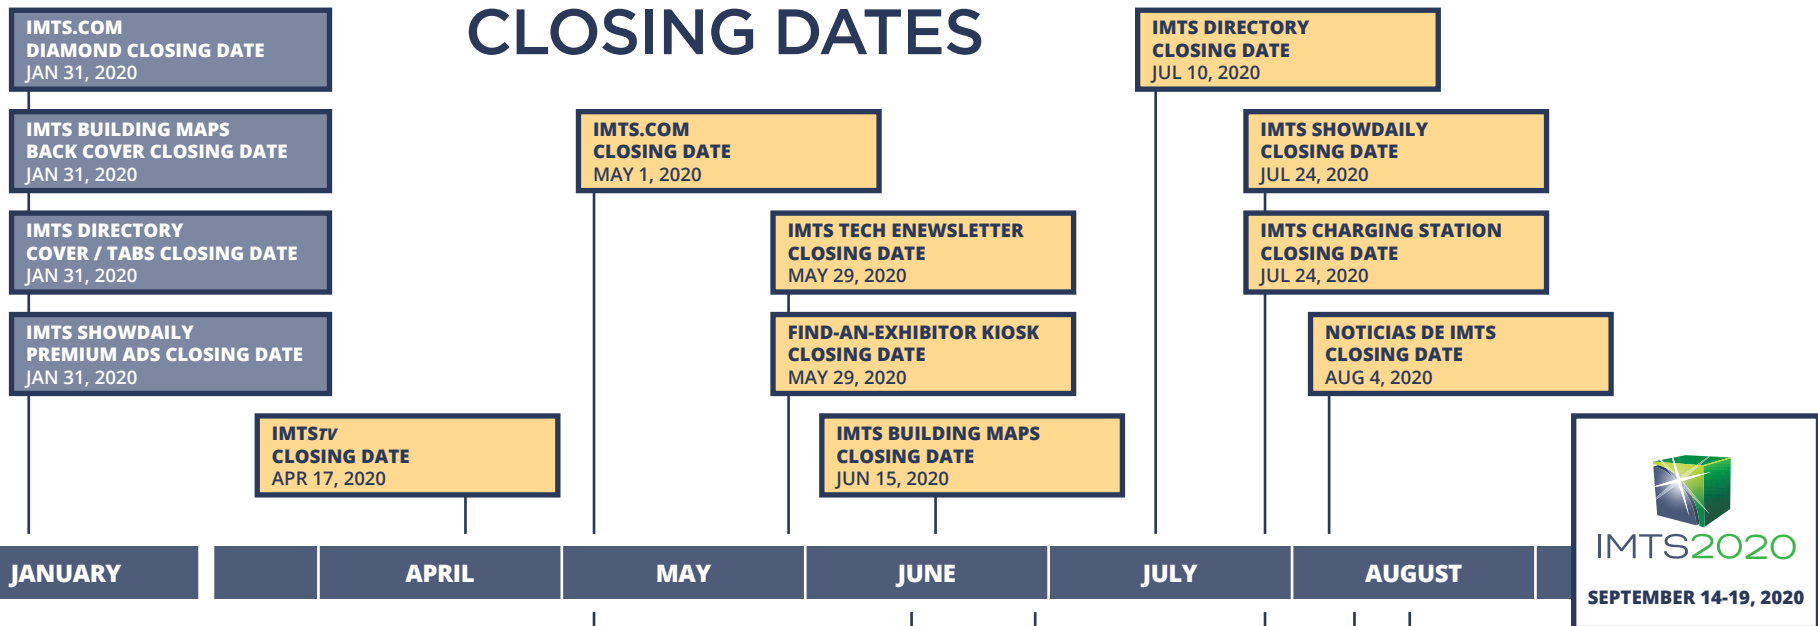 CLOSING DATES
IMTS.COM
DIAMOND CLOSING DATE
JAN 31, 2020
IMTS BUILDING MAPS
BACK COVER CLOSING DATE
JAN 31, 2020
IMTS DIRECTORY
COVER / TABS CLOSING DATE
JAN 31, 2020
IMTS SHOWDAILY
PREMIUM ADS CLOSING DATE
JAN 31, 2020
IMTSTV
CLOSING DATE
APR 17, 2020
IMTS.COM
CLOSING DATE
MAY 1, 2020
IMTS TECH ENEWSLETTER
CLOSING DATE
MAY 29, 2020
FIND-AN-EXHIBITOR KIOSK
CLOSING DATE
MAY 29, 2020
IMTS BUILDING MAPS
CLOSING DATE
JUN 15, 2020
IMTS DIRECTORY
CLOSING DATE
JUL 10, 2020
IMTS SHOWDAILY
CLOSING DATE
JUL 24, 2020
IMTS CHARGING STATION
CLOSING DATE
JUL 24, 2020
NOTICIAS DE IMTS
CLOSING DATE
AUG 4, 2020
JANUARY
APRIL
MAY
JUNE
JULY
AUGUST
IMTS2020
SEPTEMBER 14-19, 2020